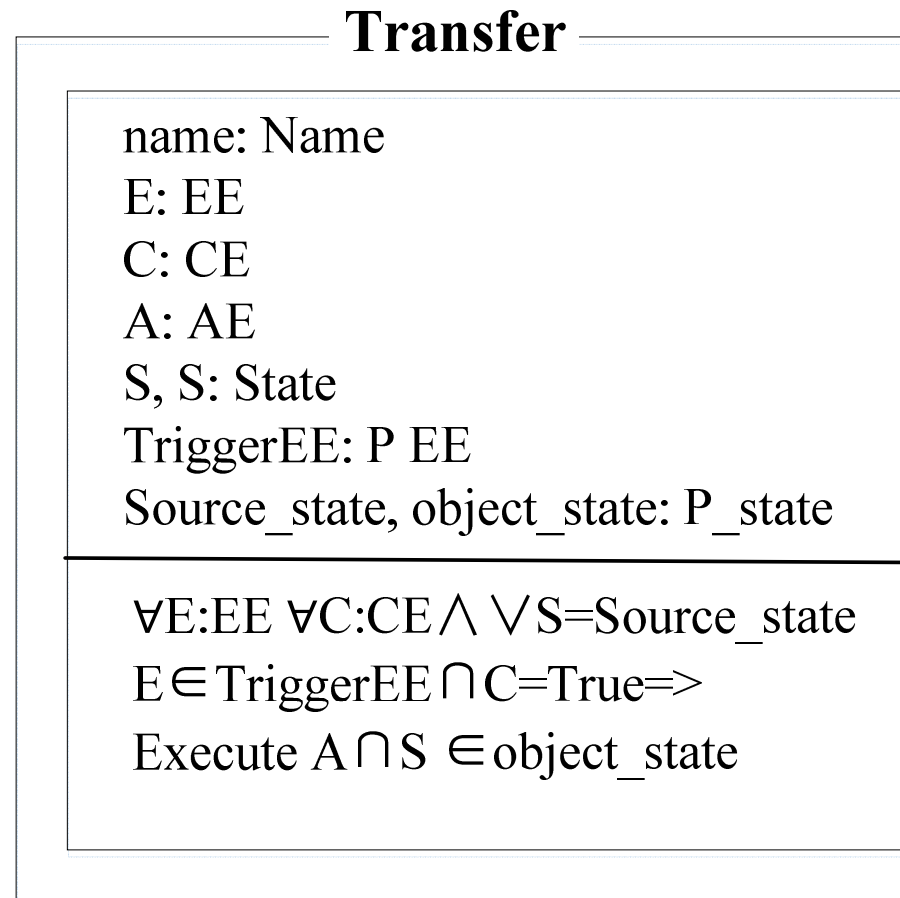 Transfer
name: Name
E: EE
C: CE
A: AE
S, S: State
TriggerEE: P EE
Source_state, object_state: P_state
∀E:EE ∀C:CE∧ ∨S=Source_state
E∈TriggerEE∩C=True=>
Execute A∩S ∈object_state